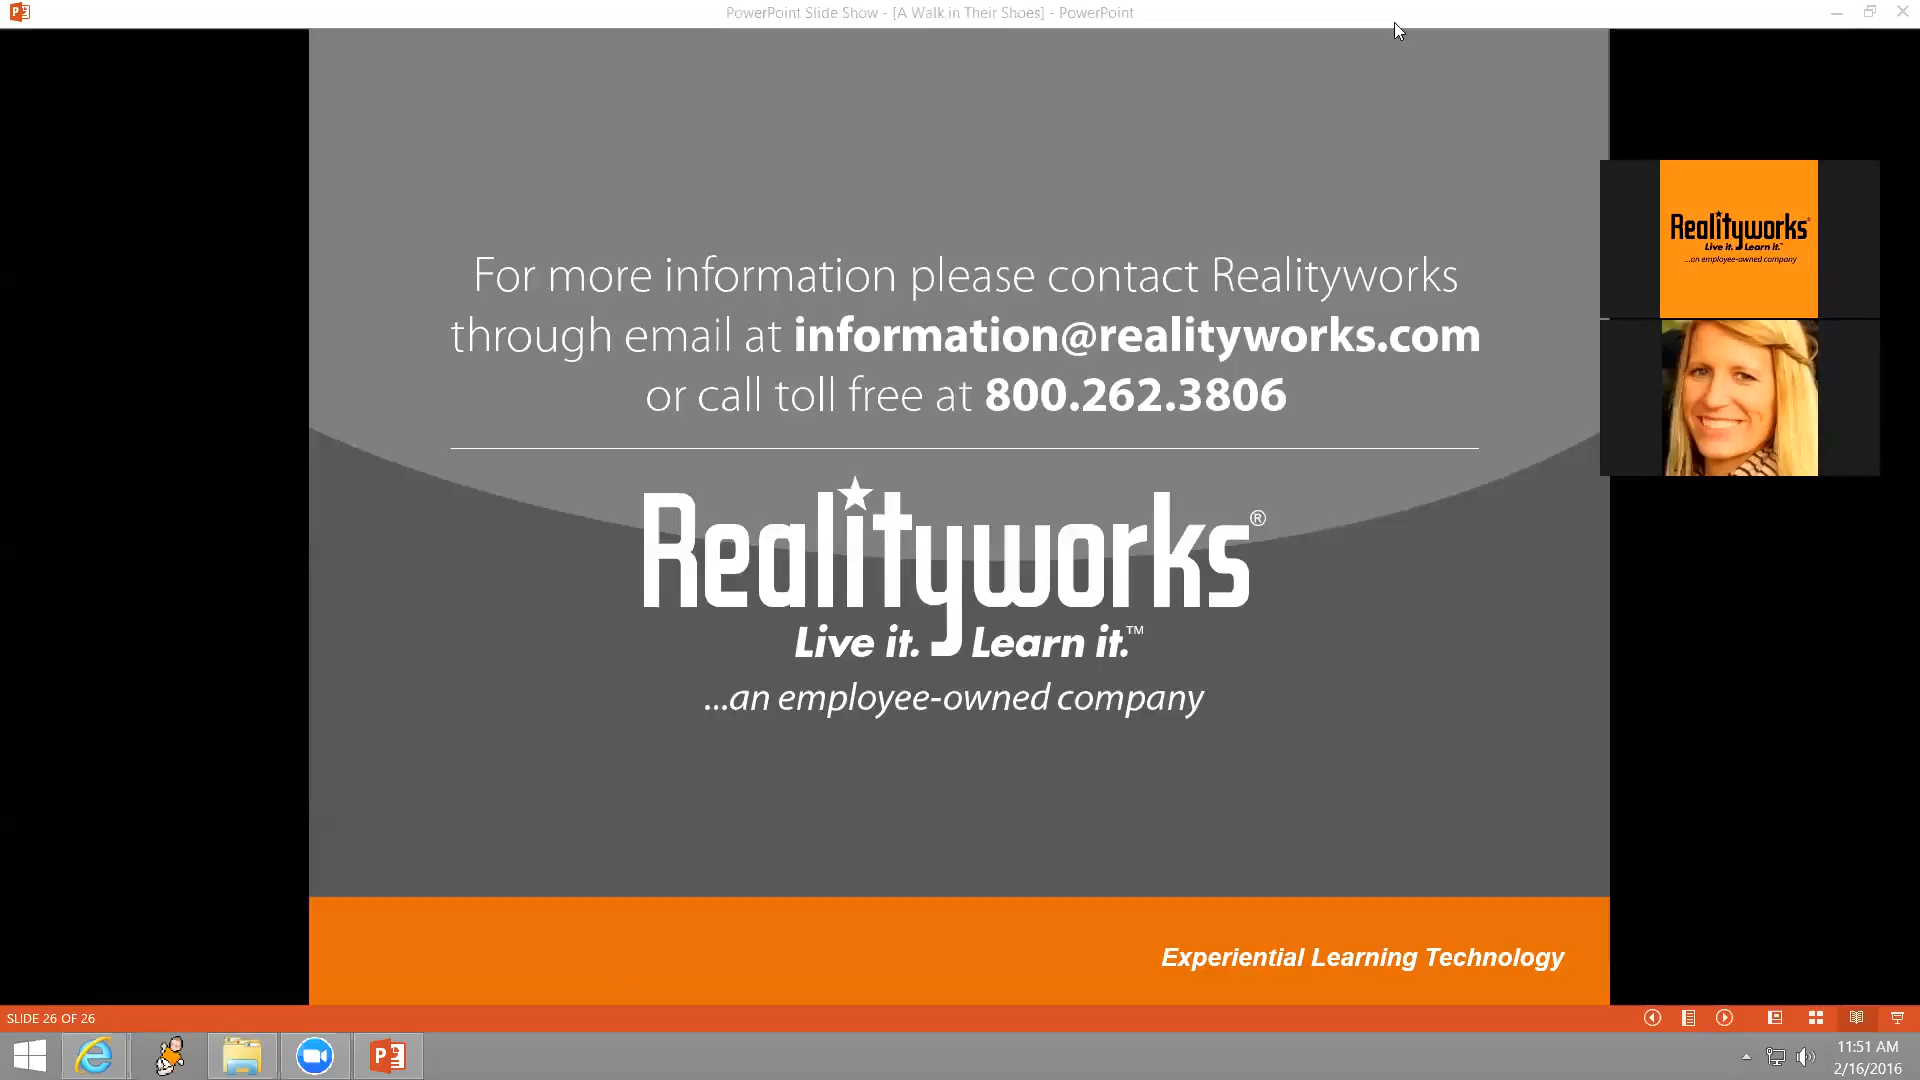 PowerPoint Slide Show - [A Walk in Their Shoes] - PowerPoint
For more information please contact Realityworks
through email at information@realityworks.com
or call toll free at 800.262.3806
Realityworks®
Live it. Learn it.™
...an employee-owned company
Experiential Learning Technology
Realityworks®
Live it. Learn it.™
...an employee-owned company
SLIDE 26 OF 26
11:51 AM
2/16/2016